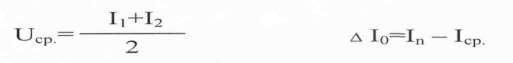 Uср.= I₁+I₂ / 2
Δ I₀=Iₙ − Iср.